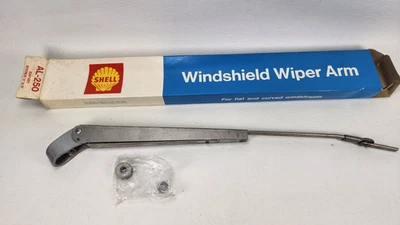 AL-250
SHELL
Windshield Wiper Arm
For flat and curved windshields